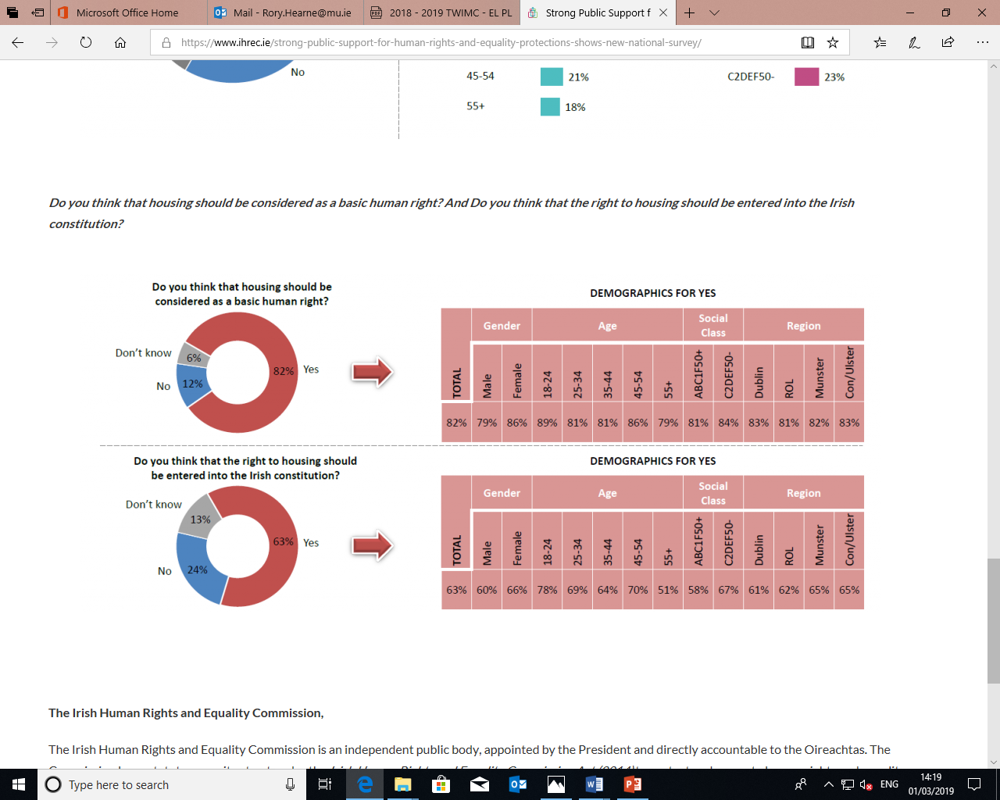 Microsoft Office Home
Mail - Rory.Hearne@mu.ie
2018 - 2019 TWIMC - EL PL
Strong Public Support f
https://www.ihrec.ie/strong-public-support-for-human-rights-and-equality-protections-shows-new-national-survey/
No
45-54 21%
C2DEF50- 23%
55+ 18%
Do you think that housing should be considered as a basic human right? And Do you think that the right to housing should be entered into the Irish
constitution?
Do you think that housing should be
considered as a basic human right?
Don't know 6%
No 12%
82% Yes
DEMOGRAPHICS FOR YES
Gender Age Social Class Region
TOTAL Male Female 18-24 25-34 35-44 45-54 55+ ABC1F50+ C2DEF50- Dublin ROL Munster Con/Ulster
82% 79% 86% 89% 81% 81% 86% 79% 81% 84% 83% 81% 82% 83%
Do you think that the right to housing should
be entered into the Irish constitution?
Don't know 13%
No 24%
63% Yes
DEMOGRAPHICS FOR YES
Gender Age Social Class Region
TOTAL Male Female 18-24 25-34 35-44 45-54 55+ ABC1F50+ C2DEF50- Dublin ROL Munster Con/Ulster
63% 60% 66% 78% 69% 64% 70% 51% 58% 67% 61% 62% 65% 65%
The Irish Human Rights and Equality Commission,
The Irish Human Rights and Equality Commission is an independent public body, appointed by the President and directly accountable to the Oireachtas. The
Type here to search
ENG
14:19
01/03/2019